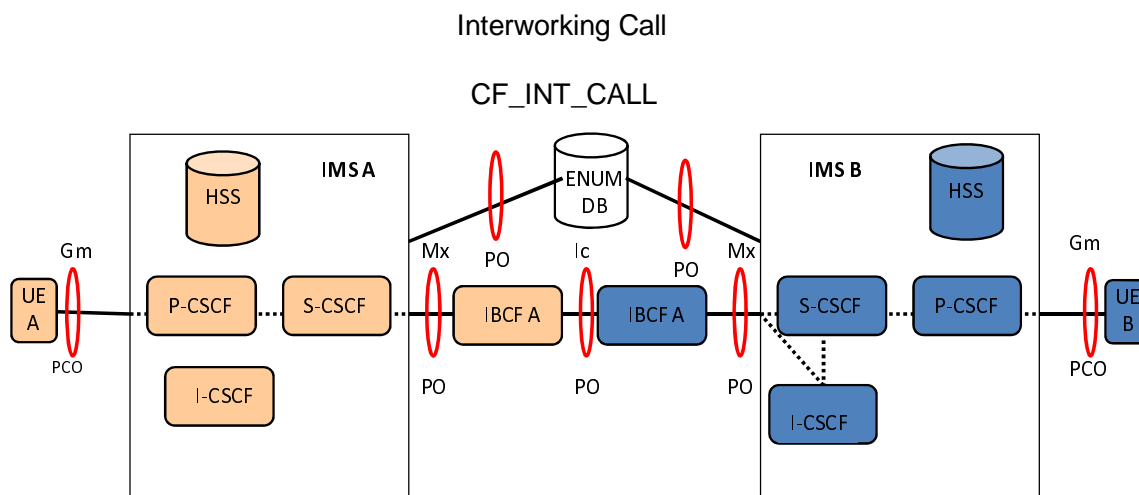 Interworking Call
CF_INT_CALL
IMS A
HSS
ENUM
DB
IMS B
HSS
Gm
Mx
PO
Ic
PO
Mx
Gm
UE
A
P-CSCF
S-CSCF
IBCF A
IBCF A
S-CSCF
P-CSCF
UE
B
PCO
PO
PO
PO
PCO
I-CSCF
I-CSCF